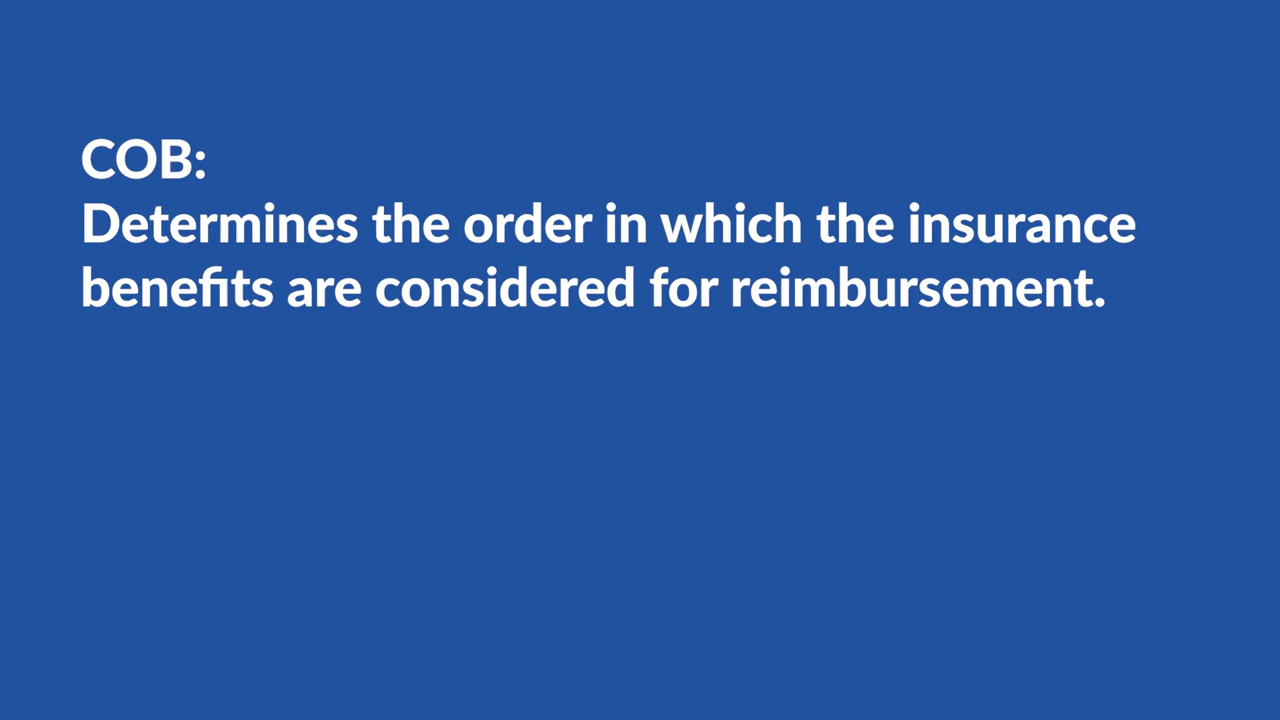 COB:
Determines the order in which the insurance
benefits are considered for reimbursement.